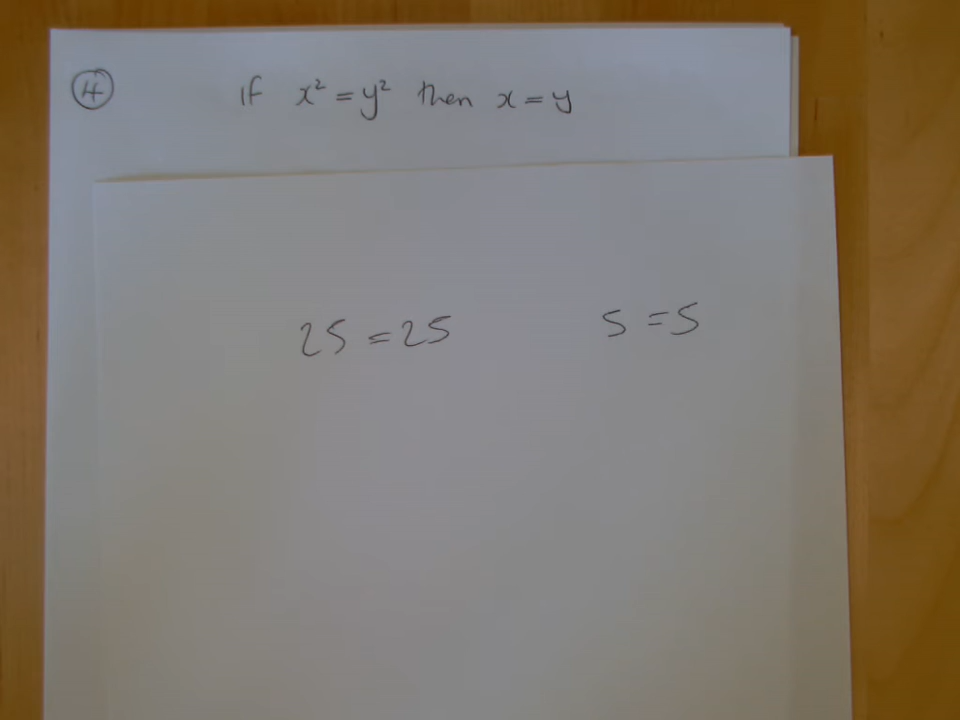 ④ If x² = y² then x = y
25 = 25 5 = 5